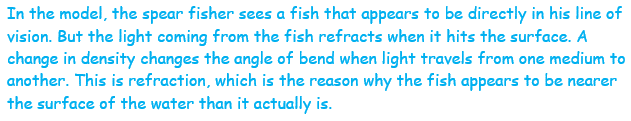 In the model, the spear fisher sees a fish that appears to be directly in his line of
vision. But the light coming from the fish refracts when it hits the surface. A
change in density changes the angle of bend when light travels from one medium to
another. This is refraction, which is the reason why the fish appears to be nearer
the surface of the water than it actually is.